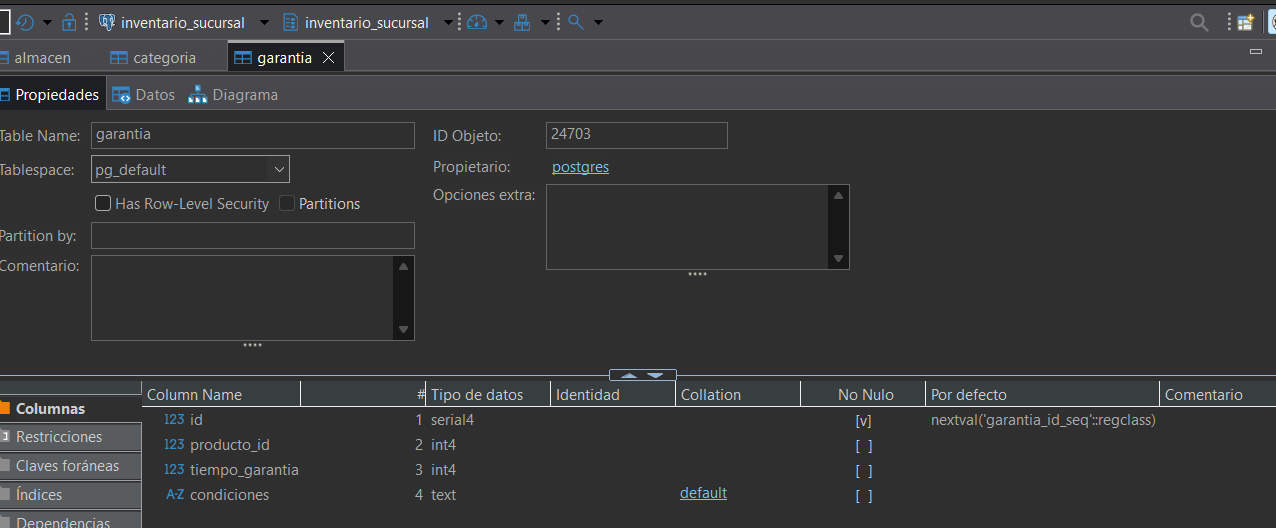 inventario_sucursal inventario_sucursal
almacen categoria garantia
Propiedades Datos Diagrama
Table Name: garantia ID Objeto: 24703
Tablespace: pg_default Propietario: postgres
Has Row-Level Security Partitions Opciones extra:
Partition by:
Comentario:
Column Name # Tipo de datos Identidad Collation No Nulo Por defecto Comentario
Columnas
Restricciones
Claves foráneas
Índices
Dependencias
123 id 1 serial4 [v] nextval('garantia_id_seq'::regclass)
123 producto_id 2 int4 [ ]
123 tiempo_garantia 3 int4 [ ]
A-Z condiciones 4 text default [ ]